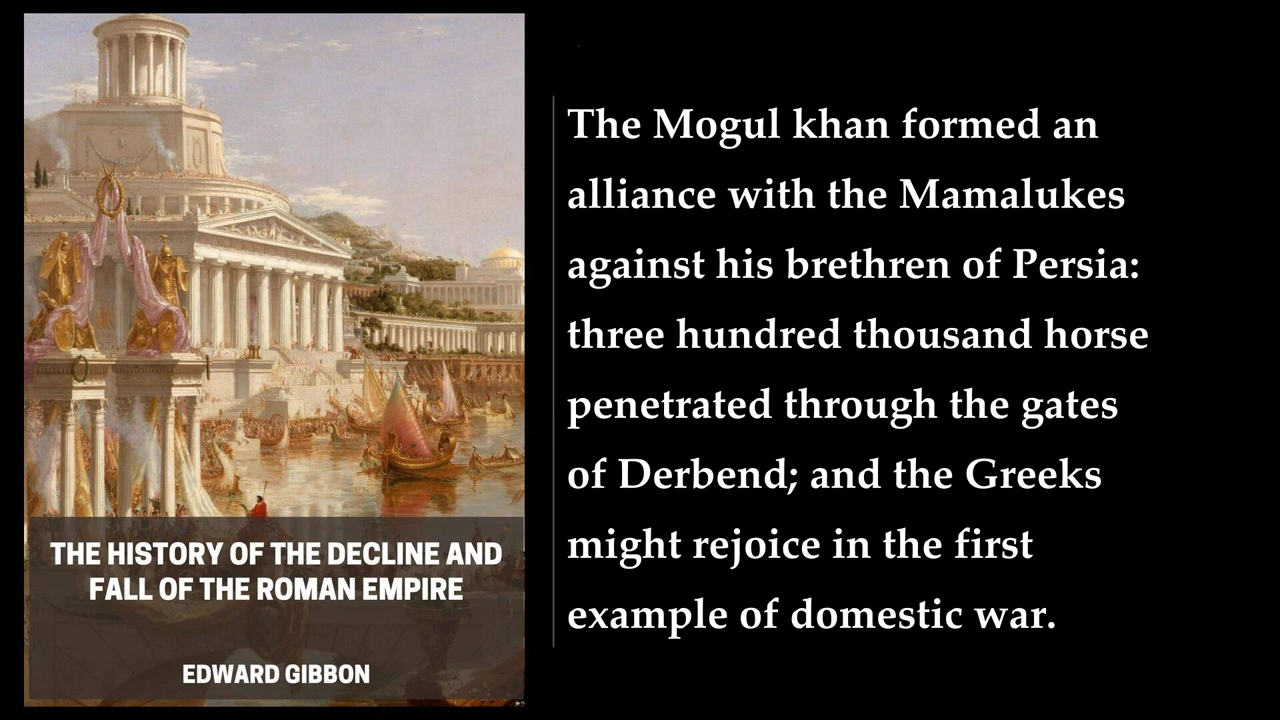 THE HISTORY OF THE DECLINE AND
FALL OF THE ROMAN EMPIRE
EDWARD GIBBON
The Mogul khan formed an
alliance with the Mamalukes
against his brethren of Persia:
three hundred thousand horse
penetrated through the gates
of Derbend; and the Greeks
might rejoice in the first
example of domestic war.